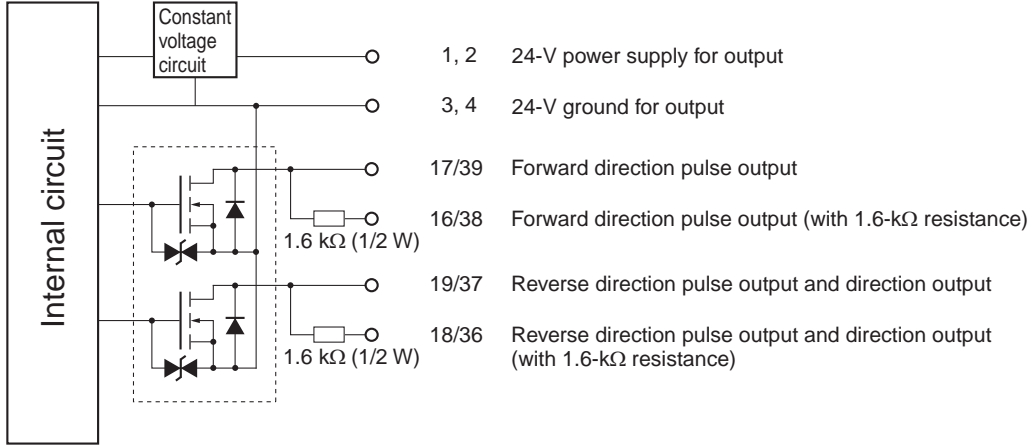 Constant
voltage
circuit
1, 2 24-V power supply for output
3, 4 24-V ground for output
Internal circuit
17/39 Forward direction pulse output
16/38 Forward direction pulse output (with 1.6-kΩ resistance)
1.6 kΩ (1/2 W)
19/37 Reverse direction pulse output and direction output
18/36 Reverse direction pulse output and direction output
(with 1.6-kΩ resistance)
1.6 kΩ (1/2 W)